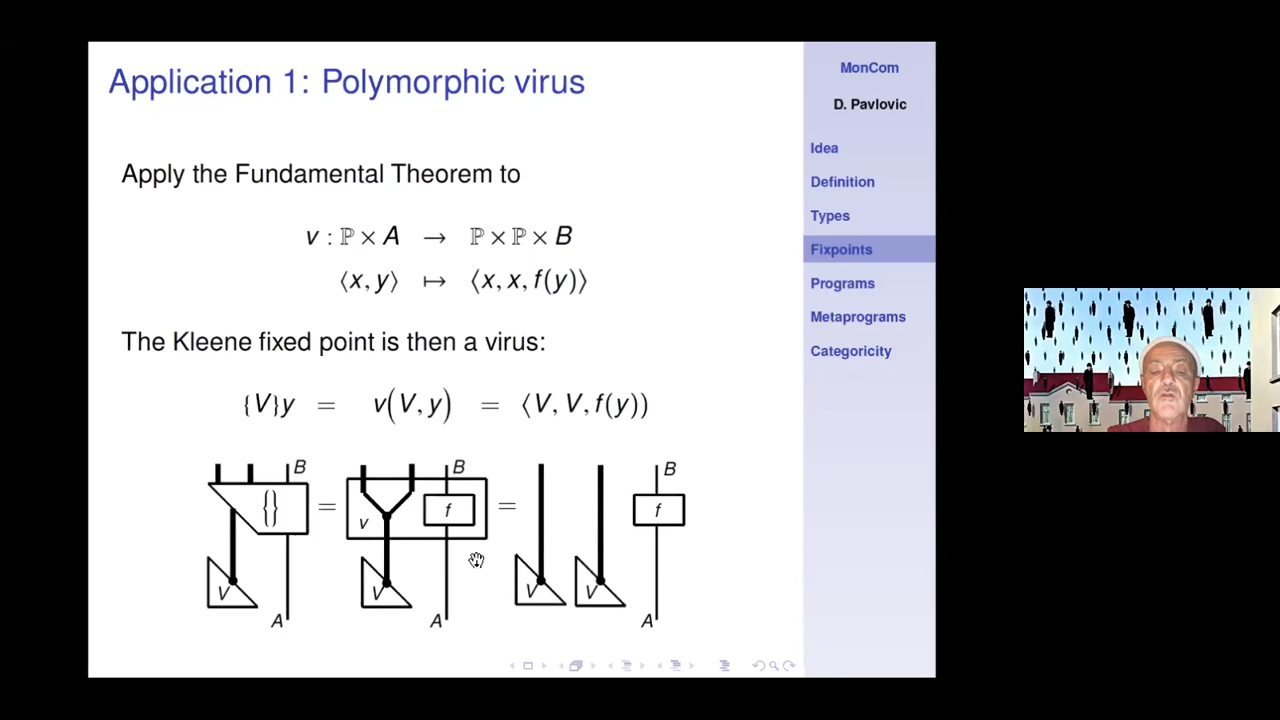 Application 1: Polymorphic virus
Apply the Fundamental Theorem to
v : ℙ × A → ℙ × ℙ × B
⟨x, y⟩ ↦ ⟨x, x, f(y)⟩
The Kleene fixed point is then a virus:
{V}y = v(V, y) = ⟨V, V, f(y)⟩
B B B
{} = v f = f
V V V V
A A A
MonCom
D. Pavlovic
Idea
Definition
Types
Fixpoints
Programs
Metaprograms
Categoricity